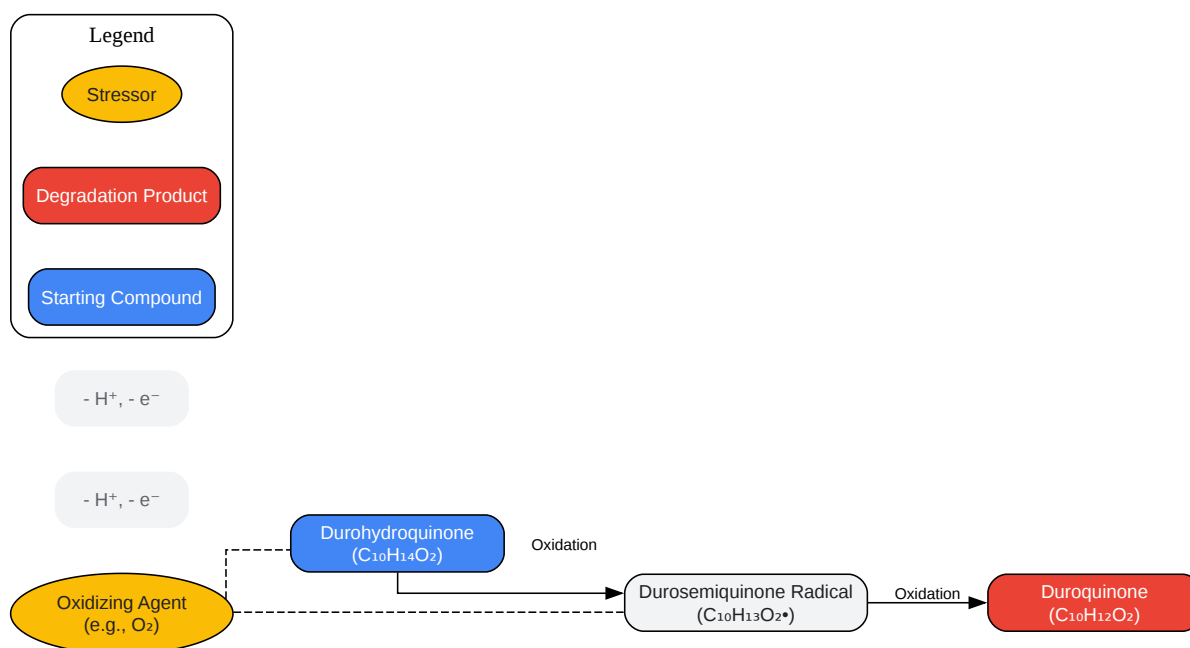 Legend
Stressor
Degradation Product
Starting Compound
- H⁺, - e⁻
- H⁺, - e⁻
Durohydroquinone
(C₁₀H₁₄O₂)
Oxidation
Oxidizing Agent
(e.g., O₂)
Durosemiquinone Radical
(C₁₀H₁₃O₂•)
Oxidation
Duroquinone
(C₁₀H₁₂O₂)